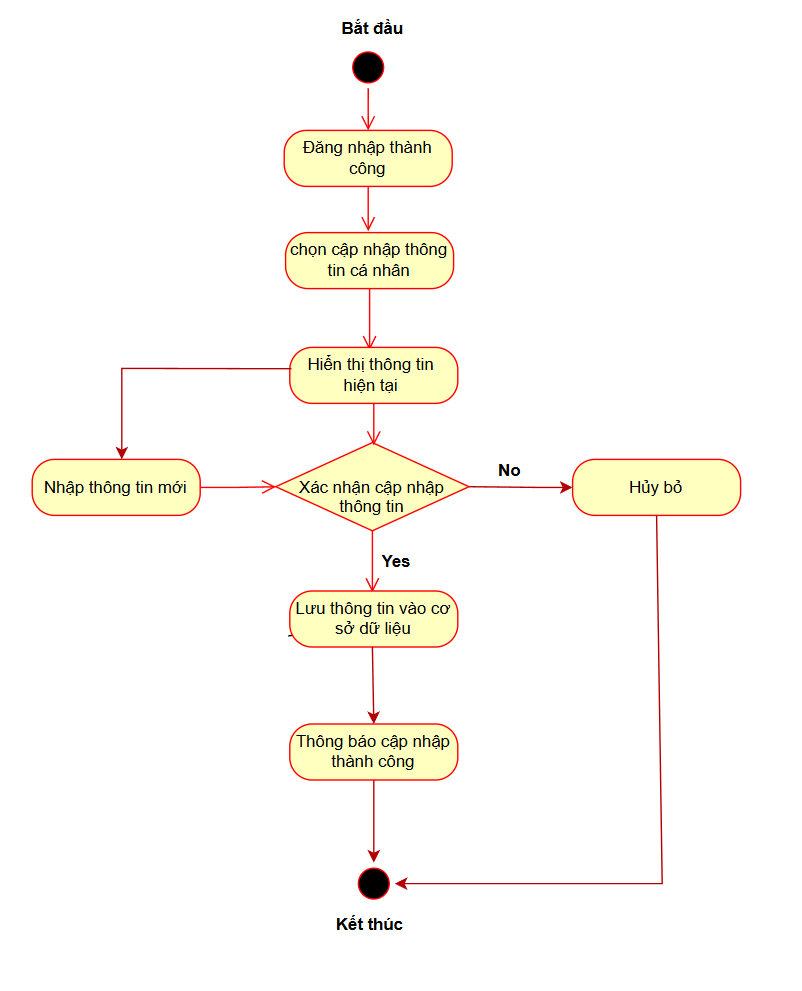 Bắt đầu
Đăng nhập thành
công
chọn cập nhập thông
tin cá nhân
Hiển thị thông tin
hiện tại
Nhập thông tin mới
Xác nhận cập nhập
thông tin
No
Hủy bỏ
Yes
Lưu thông tin vào cơ
sở dữ liệu
Thông báo cập nhập
thành công
Kết thúc